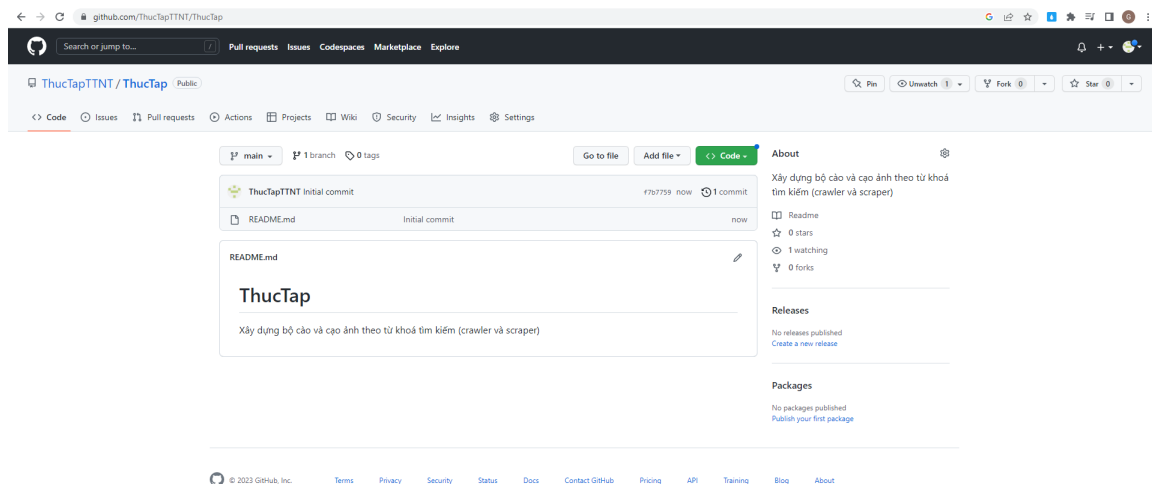 github.com/ThucTapTTNT/ThucTap
Search or jump to... / Pull requests Issues Codespaces Marketplace Explore
ThucTapTTNT / ThucTap Public
Pin Unwatch 1 Fork 0 Star 0
Code Issues Pull requests Actions Projects Wiki Security Insights Settings
main 1 branch 0 tags Go to file Add file Code
ThucTapTTNT Initial commit f7b7759 now 1 commit
README.md Initial commit now
README.md
ThucTap
Xây dựng bộ cào và cạo ảnh theo từ khoá tìm kiếm (crawler và scraper)
About
Xây dựng bộ cào và cạo ảnh theo từ khoá
tìm kiếm (crawler và scraper)
Readme
0 stars
1 watching
0 forks
Releases
No releases published
Create a new release
Packages
No packages published
Publish your first package
© 2023 GitHub, Inc. Terms Privacy Security Status Docs Contact GitHub Pricing API Training Blog About